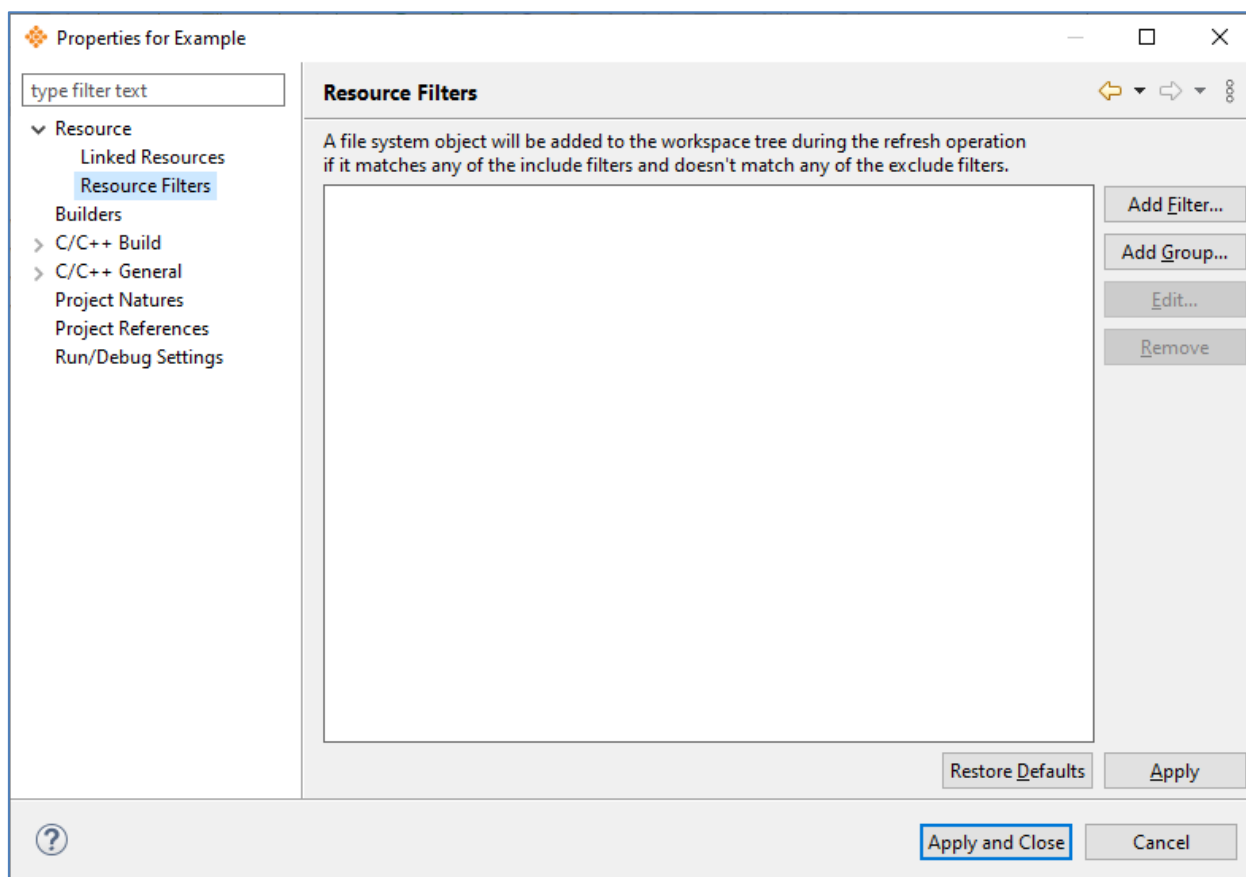 Properties for Example
type filter text
Resource
Linked Resources
Resource Filters
Builders
C/C++ Build
C/C++ General
Project Natures
Project References
Run/Debug Settings
Resource Filters
A file system object will be added to the workspace tree during the refresh operation
if it matches any of the include filters and doesn't match any of the exclude filters.
Add Filter...
Add Group...
Edit...
Remove
Restore Defaults
Apply
?
Apply and Close
Cancel